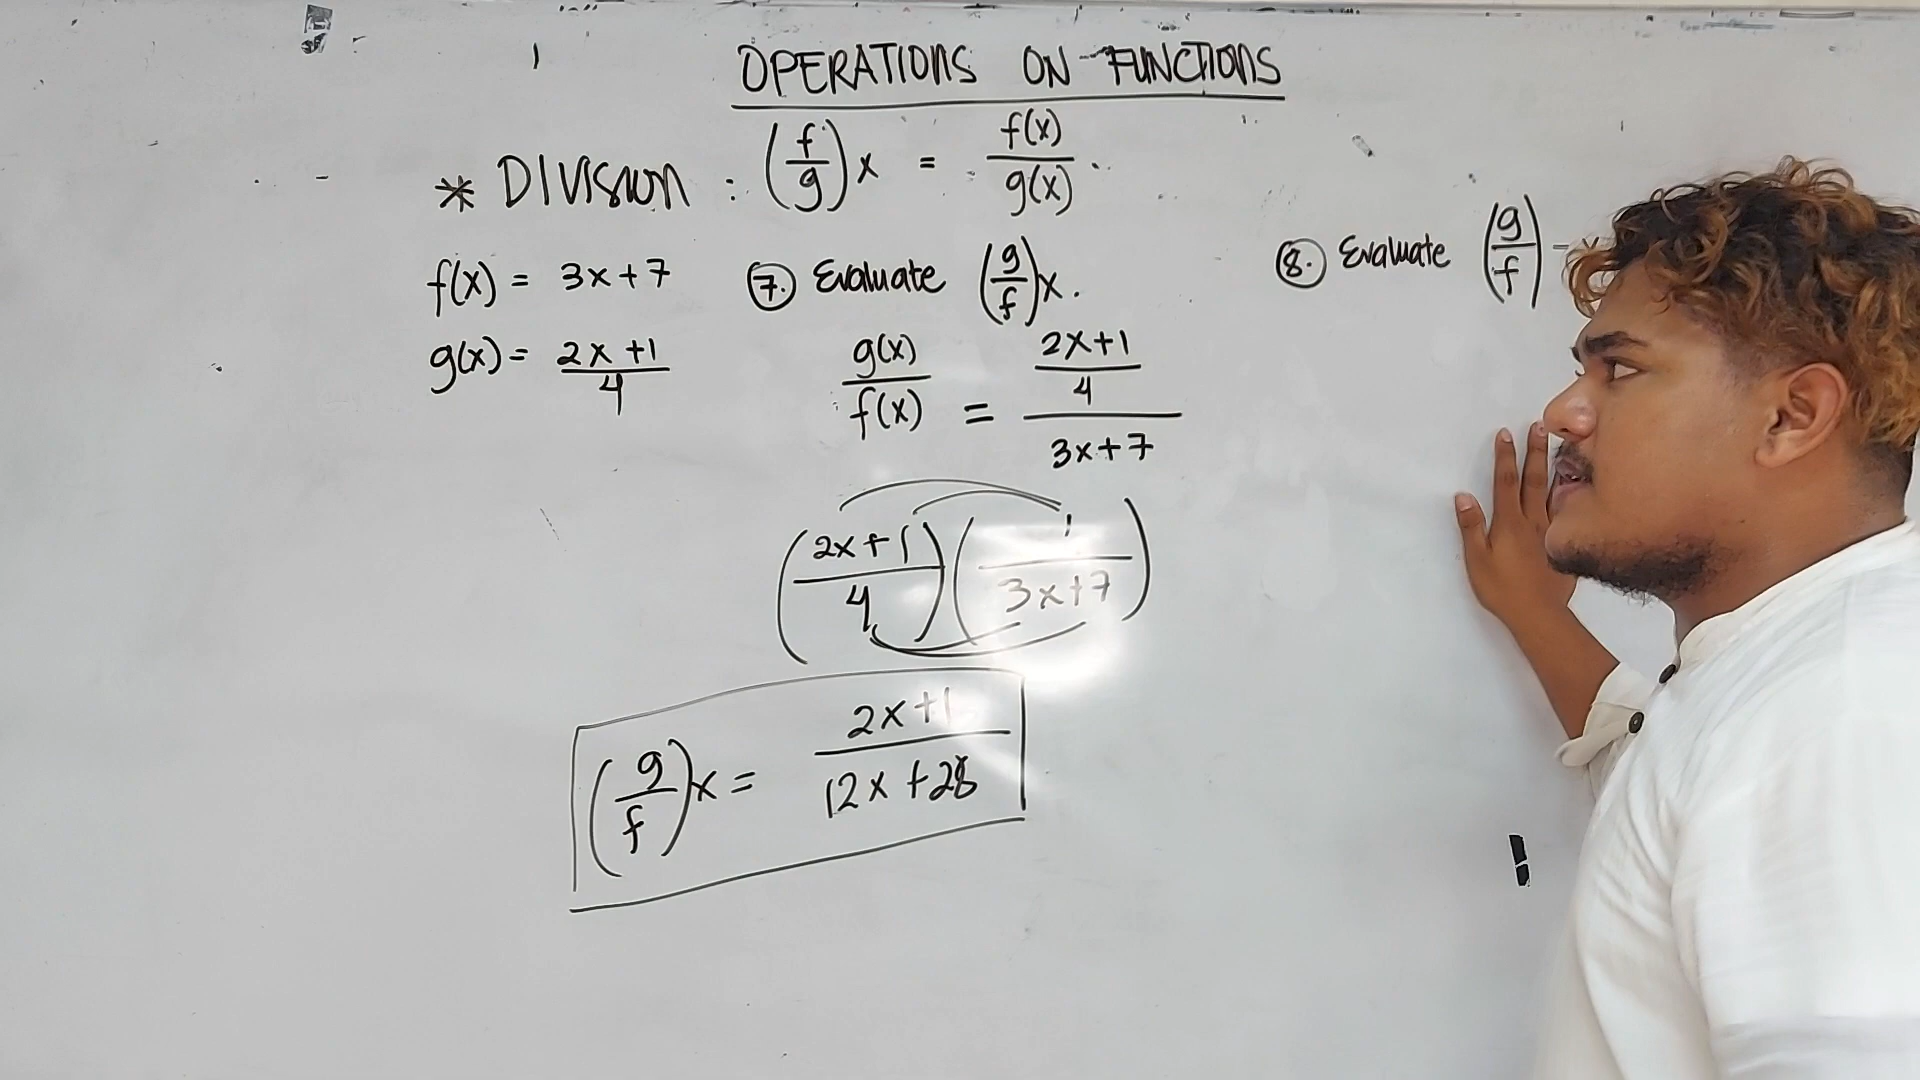 OPERATIONS ON FUNCTIONS
* DIVISION : (f/g)x = f(x)/g(x).
f(x) = 3x+7
g(x) = 2x+1/4
7. Evaluate (g/f)x.
g(x)/f(x) = 2x+1/4/3x+7
(2x+1/4)(1/3x+7)
(g/f)x = 2x+1/12x+28
8. Evaluate (g/f)